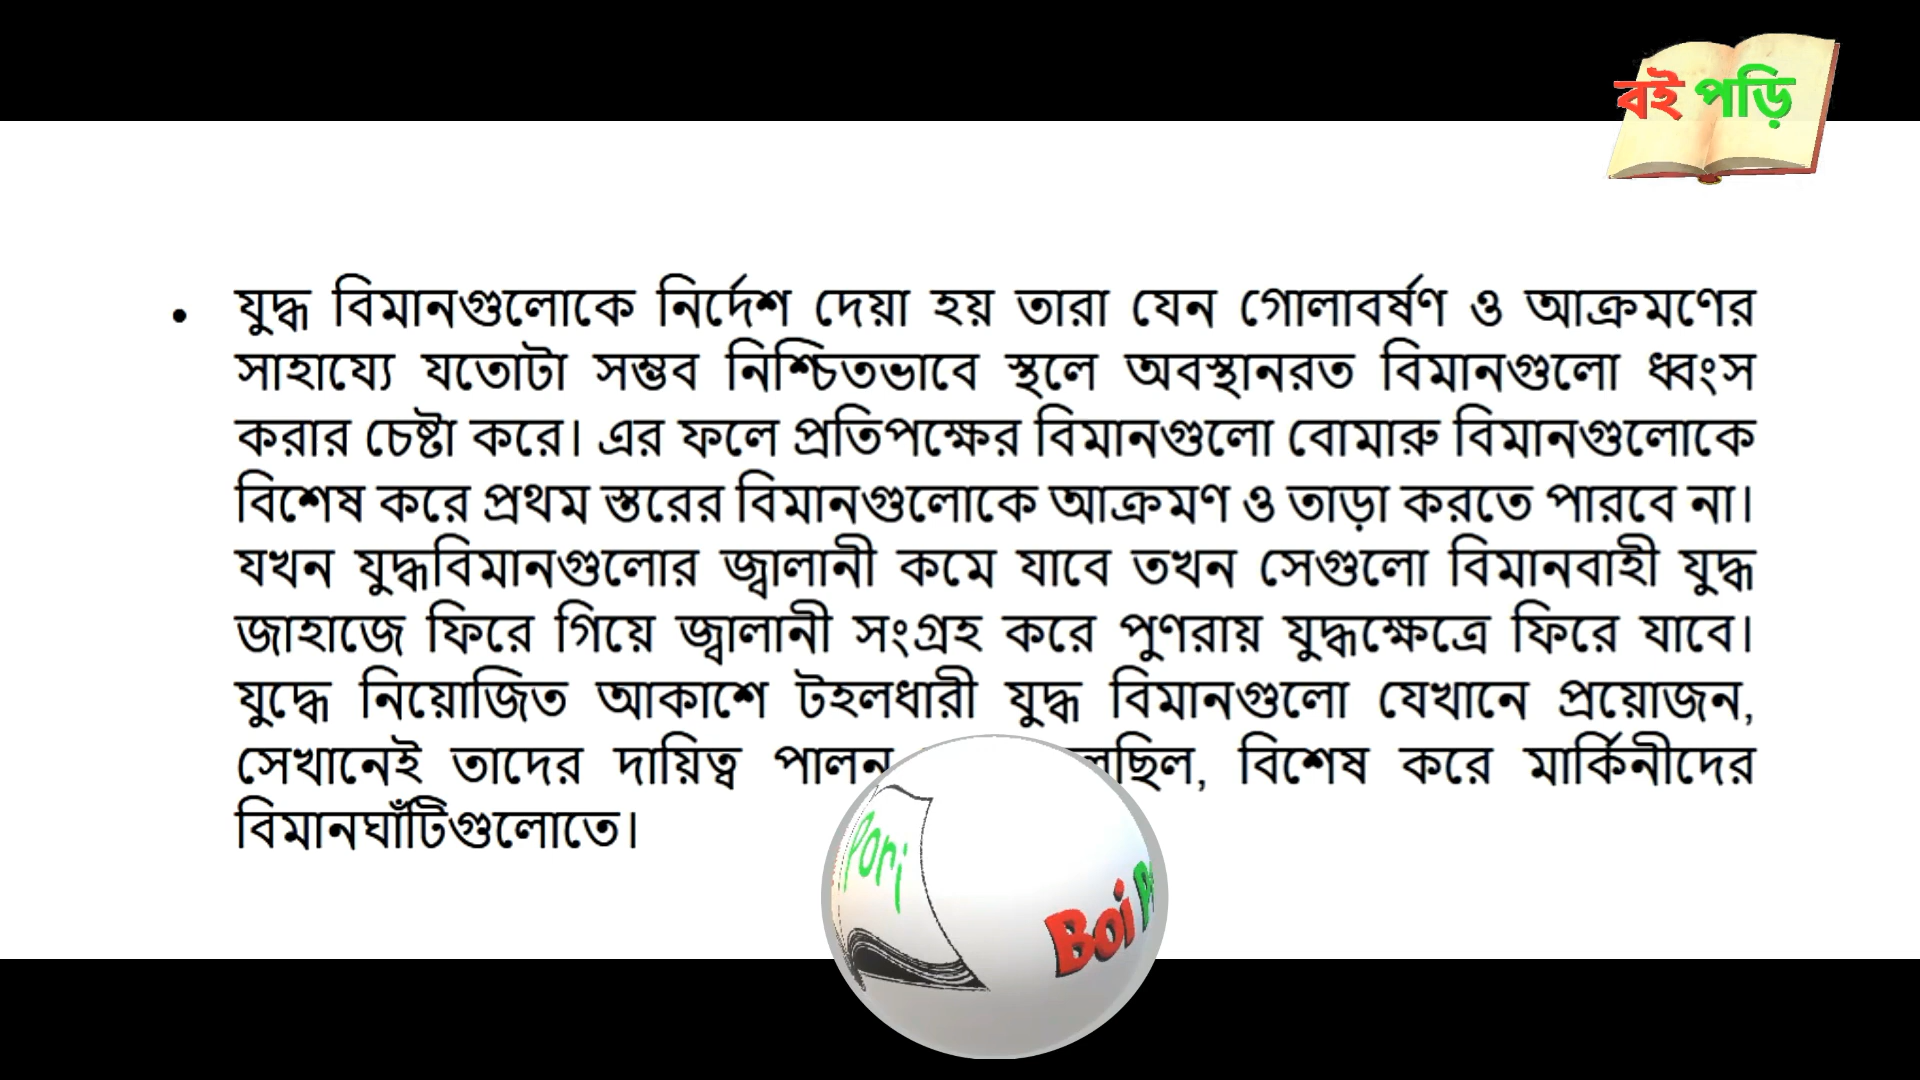 বই পড়ি
• যুদ্ধ বিমানগুলোকে নির্দেশ দেয়া হয় তারা যেন গোলাবর্ষণ ও আক্রমণের
সাহায্যে যতোটা সম্ভব নিশ্চিতভাবে স্থলে অবস্থানরত বিমানগুলো ধ্বংস
করার চেষ্টা করে। এর ফলে প্রতিপক্ষের বিমানগুলো বোমারু বিমানগুলোকে
বিশেষ করে প্রথম স্তরের বিমানগুলোকে আক্রমণ ও তাড়া করতে পারবে না।
যখন যুদ্ধবিমানগুলোর জ্বালানী কমে যাবে তখন সেগুলো বিমানবাহী যুদ্ধ
জাহাজে ফিরে গিয়ে জ্বালানী সংগ্রহ করে পুণরায় যুদ্ধক্ষেত্রে ফিরে যাবে।
যুদ্ধে নিয়োজিত আকাশে টহলধারী যুদ্ধ বিমানগুলো যেখানে প্রয়োজন,
সেখানেই তাদের দায়িত্ব পালন বিশেষ করে মার্কিনীদের
বিমানঘাঁটিগুলোতে।
Pori
Boi